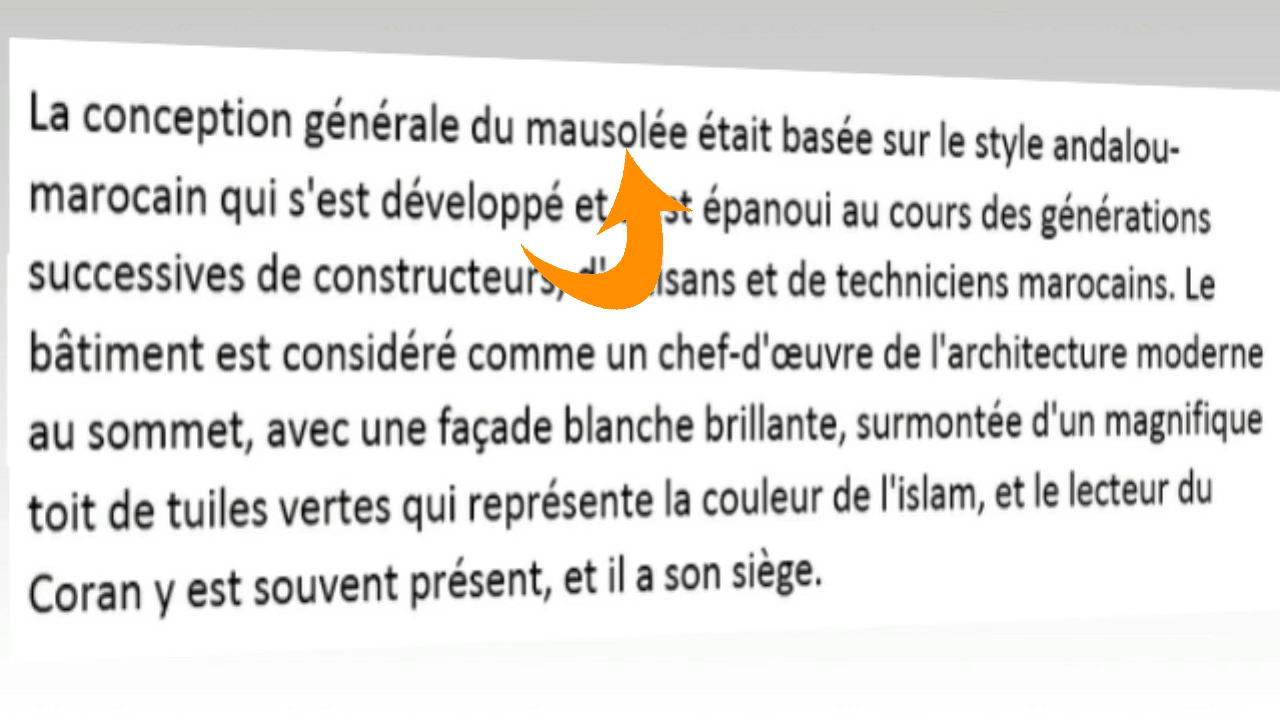 La conception générale du mausolée était basée sur le style andalou-
marocain qui s'est développé et épanoui au cours des générations
successives de constructeurs, et de techniciens marocains. Le
bâtiment est considéré comme un chef-d'œuvre de l'architecture moderne
au sommet, avec une façade blanche brillante, surmontée d'un magnifique
toit de tuiles vertes qui représente la couleur de l'islam, et le lecteur du
Coran y est souvent présent, et il a son siège.